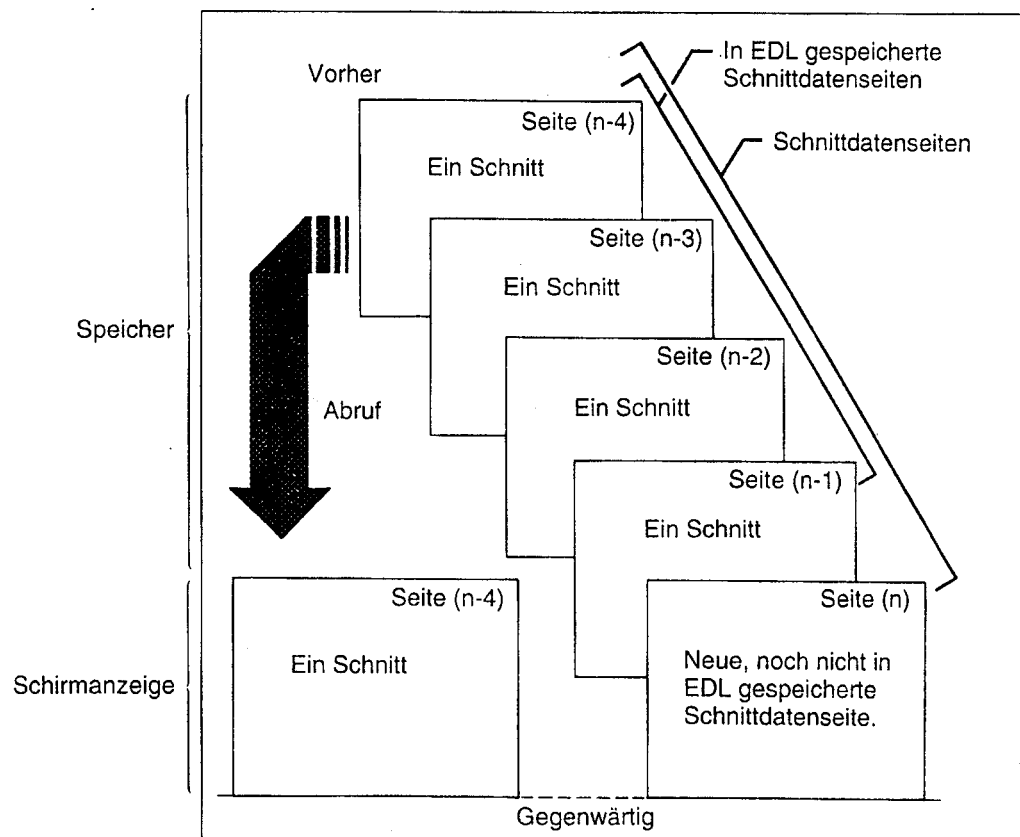 In EDL gespeicherte
Schnittdatenseiten
Vorher
Seite (n-4)
Schnittdatenseiten
Ein Schnitt
Seite (n-3)
Ein Schnitt
Speicher
Seite (n-2)
Abruf
Ein Schnitt
Seite (n-1)
Ein Schnitt
Seite (n-4)
Seite (n)
Ein Schnitt
Schirmanzeige
Neue, noch nicht in
EDL gespeicherte
Schnittdatenseite.
Gegenwärtig